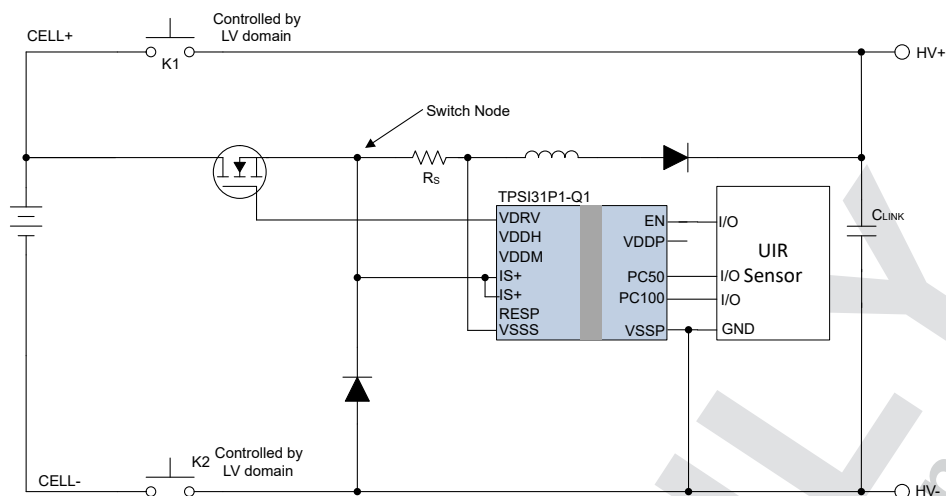 Controlled by
LV domain
CELL+
K1
HV+
Switch Node
RS
TPSI31P1-Q1
VDRV
VDDH
VDDM
IS+
IS+
RESP
VSSS
EN
VDDP
PC50
PC100
VSSP
I/O
I/O
I/O
GND
UIR
Sensor
CLINK
K2
Controlled by
LV domain
CELL-
HV-